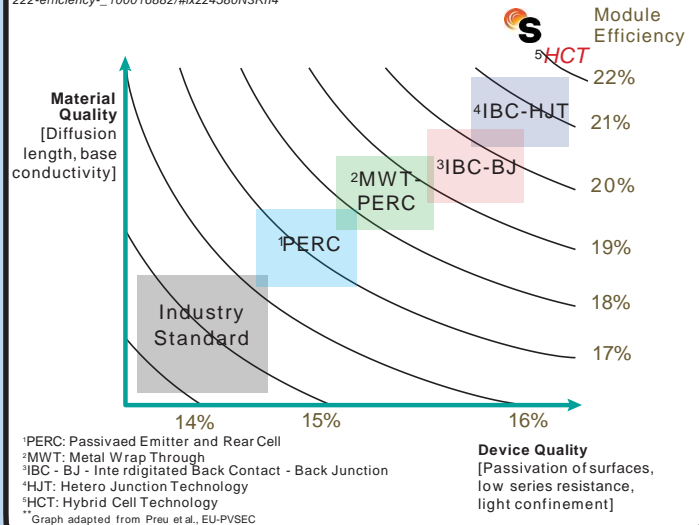 Module
Efficiency
S
⁵HCT
22%
Material
Quality
[Diffusion
length, base
conductivity]
⁴IBC-HJT
21%
³IBC-BJ
20%
²MWT-
PERC
¹PERC
19%
18%
Industry
Standard
17%
14%
15%
16%
¹PERC: Passivaed Emitter and Rear Cell
²MWT: Metal Wrap Through
³IBC - BJ - Interdigitated Back Contact - Back Junction
⁴HJT: Hetero Junction Technology
⁵HCT: Hybrid Cell Technology
**Graph adapted from Preu et al., EU-PVSEC
Device Quality
[Passivation of surfaces,
low series resistance,
light confinement]